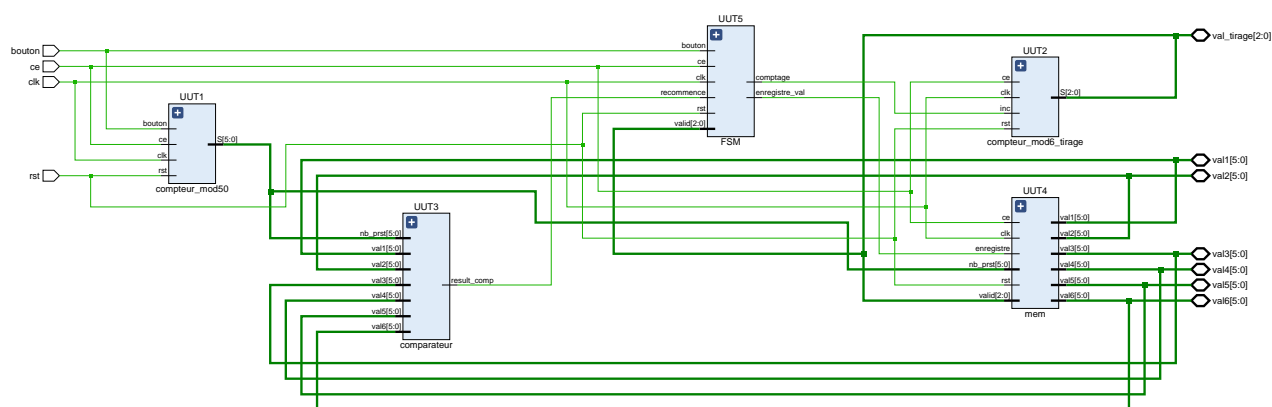 bouton
ce
clk
rst
UUT1
bouton
ce
clk
rst
S[5:0]
compteur_mod50
UUT3
nb_prst[5:0]
val1[5:0]
val2[5:0]
val3[5:0]
val4[5:0]
val5[5:0]
val6[5:0]
result_comp
comparateur
UUT5
bouton
ce
clk
recommence
rst
valid[2:0]
comptage
enregistre_val
FSM
UUT2
ce
clk
inc
rst
S[2:0]
compteur_mod6_tirage
UUT4
ce
clk
enregistre
nb_prst[5:0]
rst
valid[2:0]
val1[5:0]
val2[5:0]
val3[5:0]
val4[5:0]
val5[5:0]
val6[5:0]
mem
val_tirage[2:0]
val1[5:0]
val2[5:0]
val3[5:0]
val4[5:0]
val5[5:0]
val6[5:0]